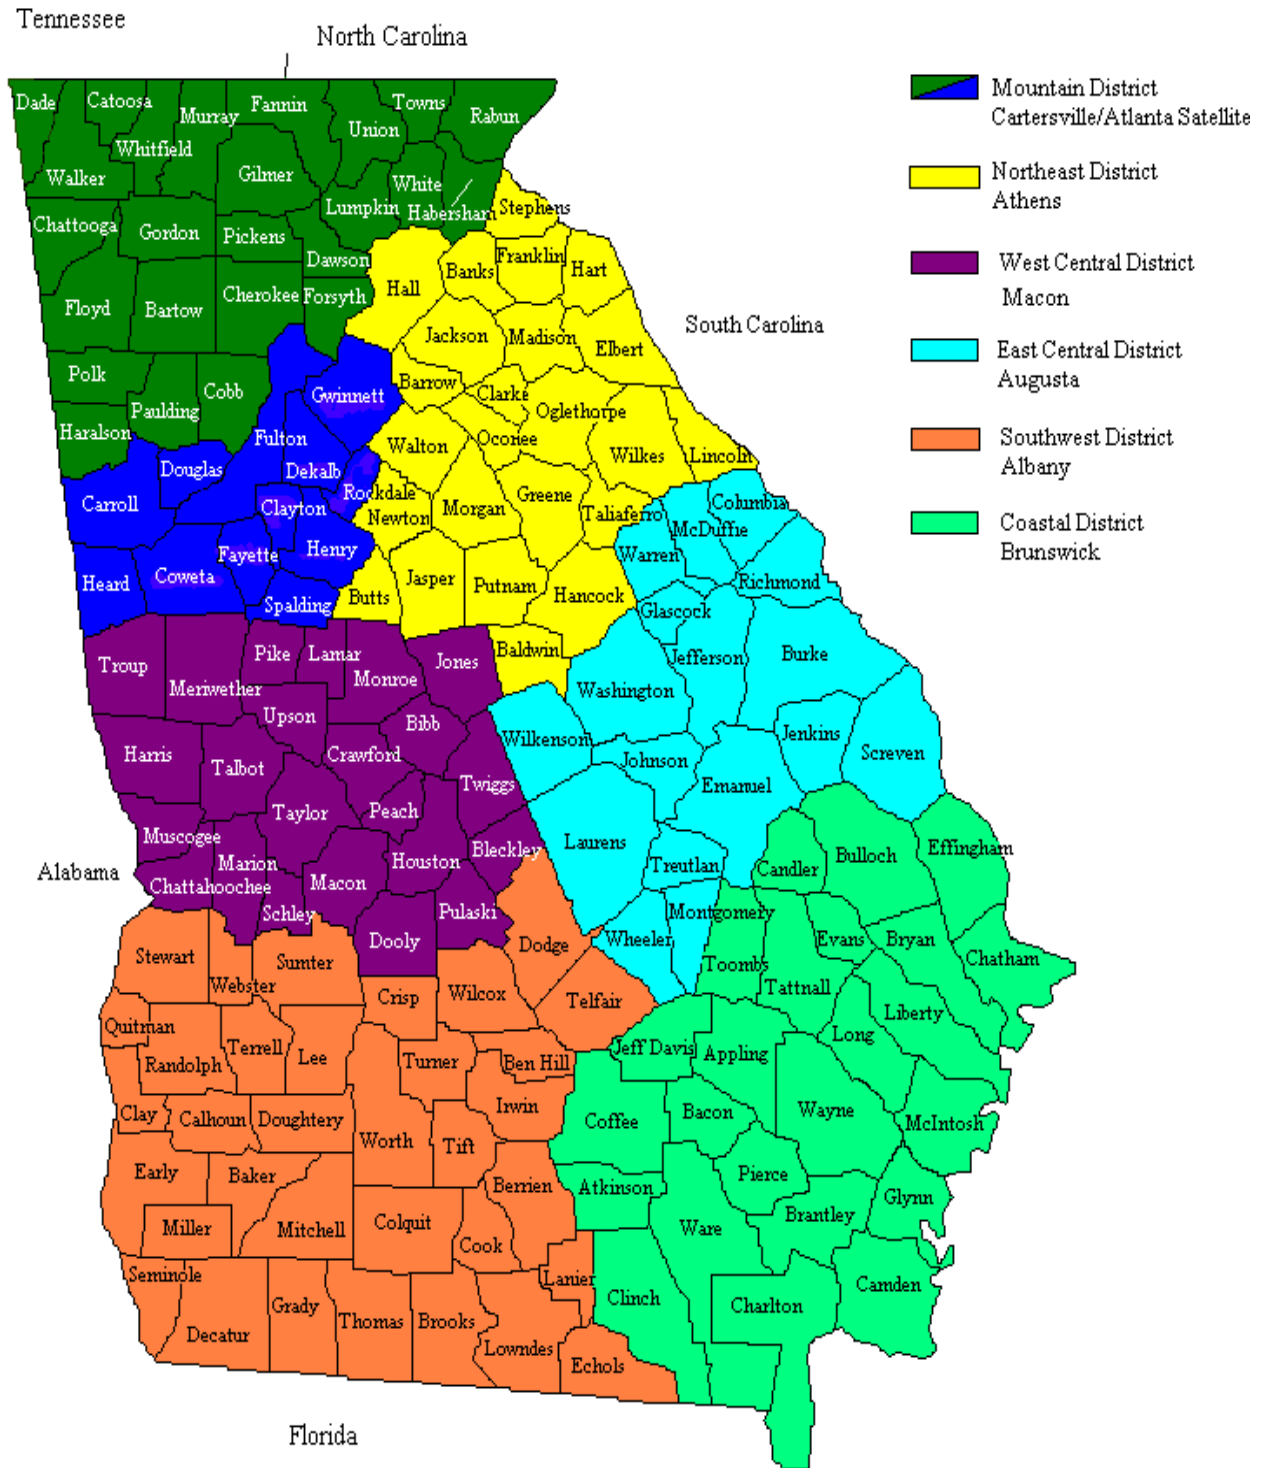 Tennessee
North Carolina
Mountain District
Cartersville/Atlanta Satellite
Northeast District
Athens
West Central District
Macon
East Central District
Augusta
Southwest District
Albany
Coastal District
Brunswick
South Carolina
Alabama
Florida
Dade
Catoosa
Murray
Fannin
Towns
Rabun
Union
Whitfield
Walker
Gilmer
White
Lumpkin
Habersham
Stephens
Chattooga
Gordon
Pickens
Dawson
Franklin
Banks
Hart
Hall
Floyd
Bartow
Cherokee
Forsyth
Jackson
Madison
Elbert
Polk
Cobb
Gwinnett
Barrow
Clarke
Paulding
Oglethorpe
Haralson
Fulton
Walton
Oconee
Wilkes
Lincoln
Douglas
Dekalb
Carroll
Rockdale
Clayton
Newton
Morgan
Greene
Taliaferro
Columbia
McDuffie
Fayette
Henry
Warren
Heard
Coweta
Spalding
Butts
Jasper
Putnam
Hancock
Richmond
Glascock
Troup
Pike
Lamar
Jones
Baldwin
Jefferson
Burke
Meriwether
Monroe
Washington
Upson
Bibb
Wilkenson
Jenkins
Harris
Talbot
Crawford
Johnson
Screven
Twiggs
Emanuel
Taylor
Peach
Muscogee
Marion
Houston
Bleckley
Laurens
Treutlan
Candler
Bulloch
Effingham
Chattahoochee
Macon
Schley
Pulaski
Montgomery
Dooly
Dodge
Wheeler
Evans
Bryan
Stewart
Sumter
Toombs
Chatham
Webster
Crisp
Wilcox
Telfair
Tattnall
Quitman
Liberty
Randolph
Terrell
Lee
Turner
Ben Hill
Jeff Davis
Appling
Long
Clay
Calhoun
Doughtery
Irwin
Coffee
Bacon
Wayne
McIntosh
Worth
Tift
Early
Baker
Berrien
Atkinson
Pierce
Glynn
Miller
Mitchell
Colquit
Ware
Brantley
Cook
Seminole
Lanier
Clinch
Charlton
Camden
Grady
Thomas
Brooks
Decatur
Lowndes
Echols